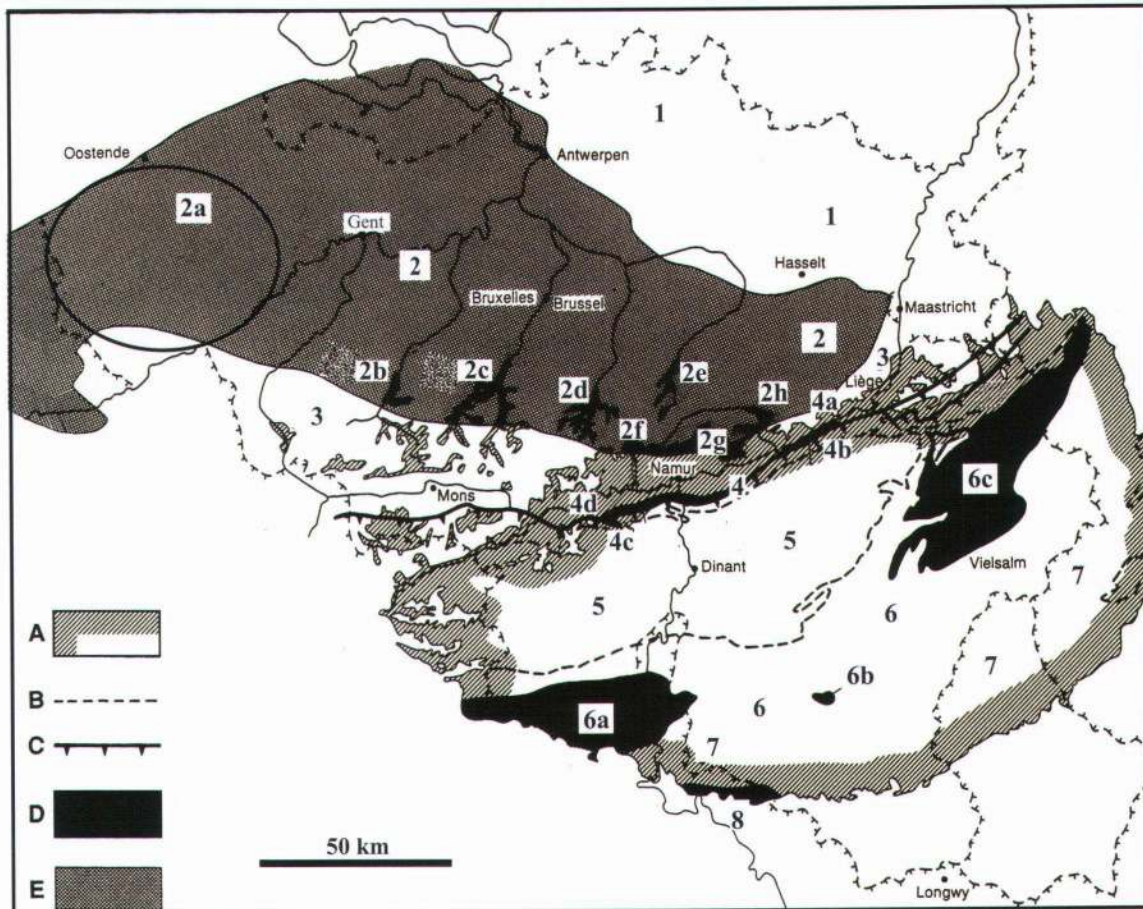 1
Oostende
Antwerpen
2a
1
Gent
2
Hasselt
Bruxelles
Brussel
Maastricht
2
3
2b
2c
2e
Liège
2d
2h
4a
3
2f
2g
4b
Namur
6c
Mons
4d
4.
5
4c
Dinant
Vielsalm
7
5
6
A
7
6b
B
6a
6
C
7
D
8
50 km
E
Longwy